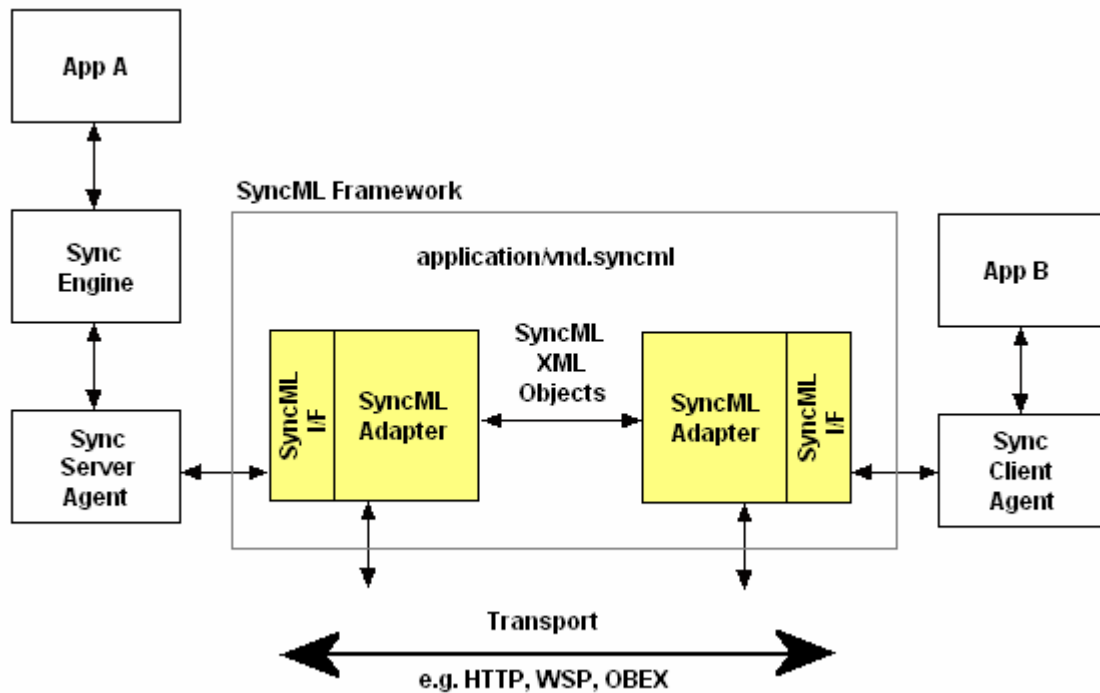 App A
Sync
Engine
Sync
Server
Agent
SyncML Framework
application/vnd.syncml
SyncML
I/F
SyncML
Adapter
SyncML
XML
Objects
SyncML
Adapter
SyncML
I/F
App B
Sync
Client
Agent
Transport
e.g. HTTP, WSP, OBEX